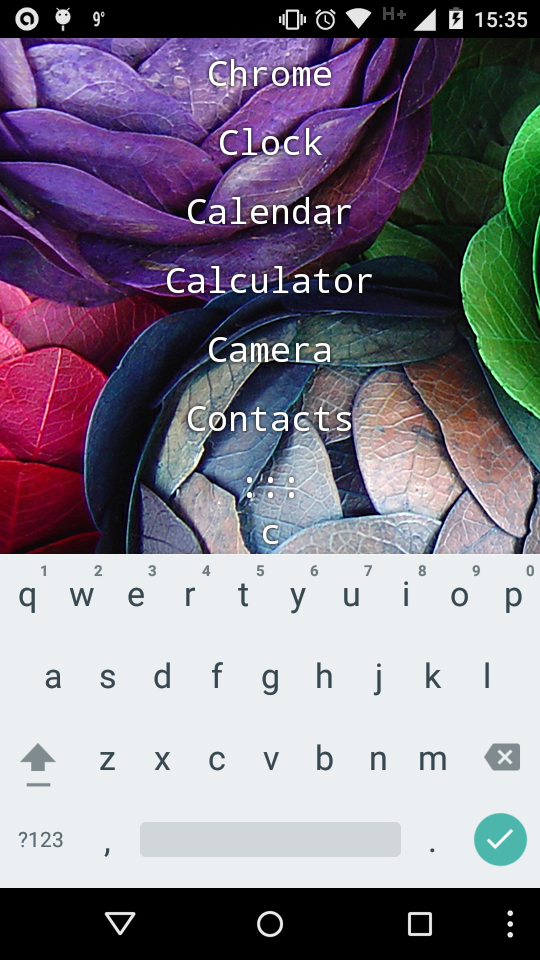 9° H+ 15:35
Chrome
Clock
Calendar
Calculator
Camera
Contacts
c
1 2 3 4 5 6 7 8 9 0
q w e r t y u i o p
a s d f g h j k l
z x c v b n m
?123 , .